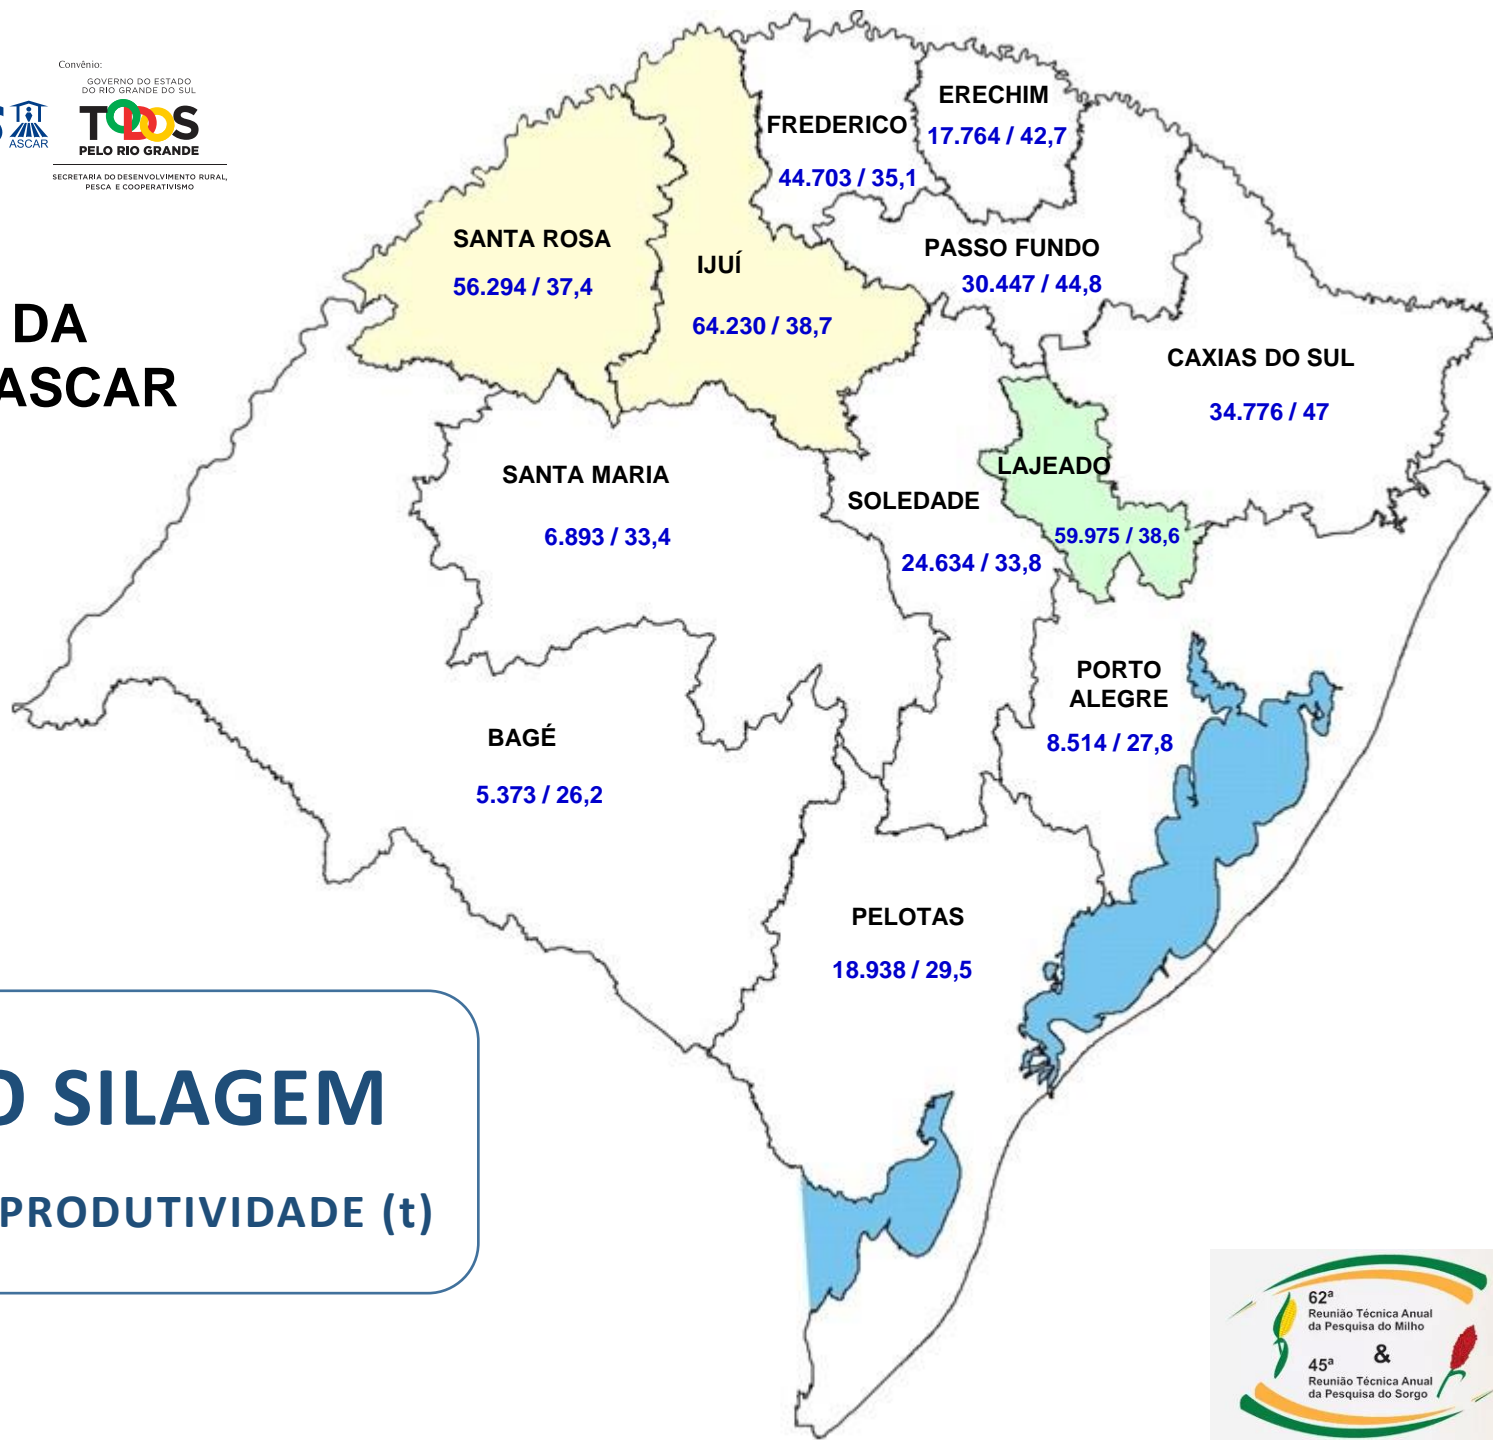 Convênio:
GOVERNO DO ESTADO
DO RIO GRANDE DO SUL
TODOS
PELO RIO GRANDE
SECRETARIA DO DESENVOLVIMENTO RURAL,
PESCA E COOPERATIVISMO
S
ASCAR
DA
ASCAR
FREDERICO
44.703 / 35,1
ERECHIM
17.764 / 42,7
SANTA ROSA
56.294 / 37,4
IJUÍ
64.230 / 38,7
PASSO FUNDO
30.447 / 44,8
CAXIAS DO SUL
34.776 / 47
SANTA MARIA
6.893 / 33,4
SOLEDADE
24.634 / 33,8
LAJEADO
59.975 / 38,6
PORTO
ALEGRE
8.514 / 27,8
BAGÉ
5.373 / 26,2
PELOTAS
18.938 / 29,5
O SILAGEM
PRODUTIVIDADE (t)
62ª
Reunião Técnica Anual
da Pesquisa do Milho
&
45ª
Reunião Técnica Anual
da Pesquisa do Sorgo